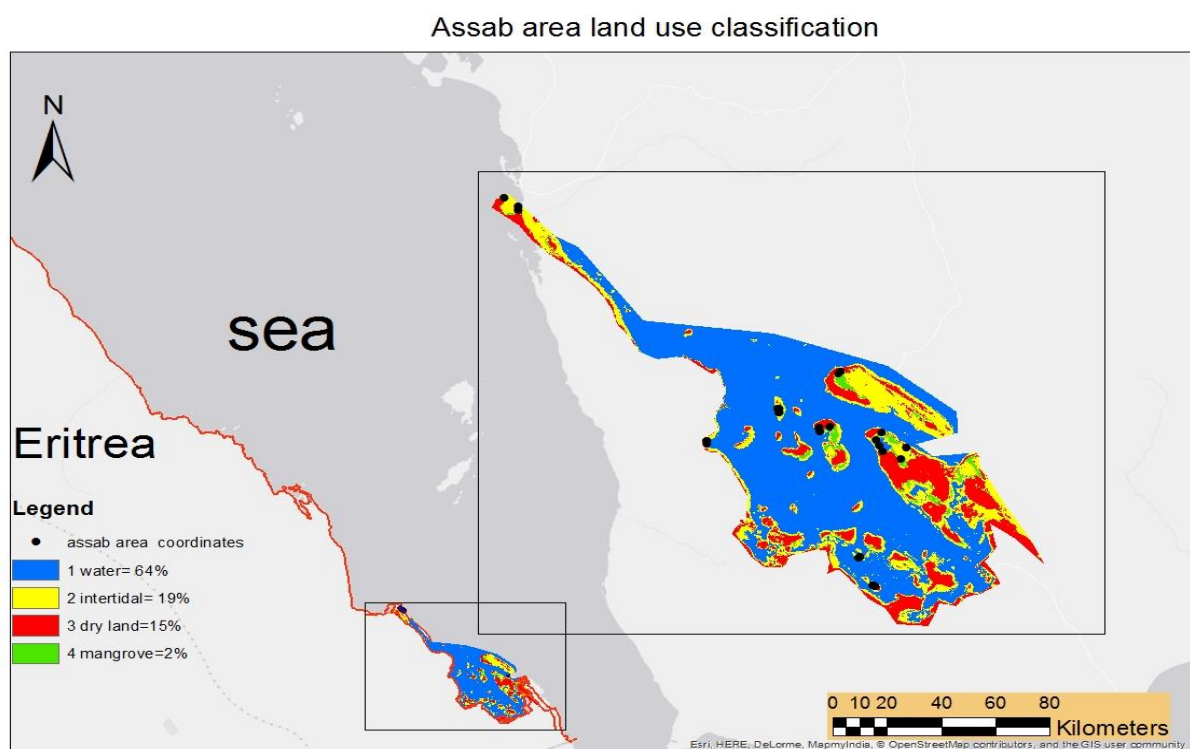 Assab area land use classification
N
sea
Eritrea
Legend
assab area coordinates
1 water= 64%
2 intertidal= 19%
3 dry land=15%
4 mangrove=2%
0 10 20 40 60 80
Kilometers
Esri, HERE, DeLorme, MapmyIndia, © OpenStreetMap contributors, and the GIS user community